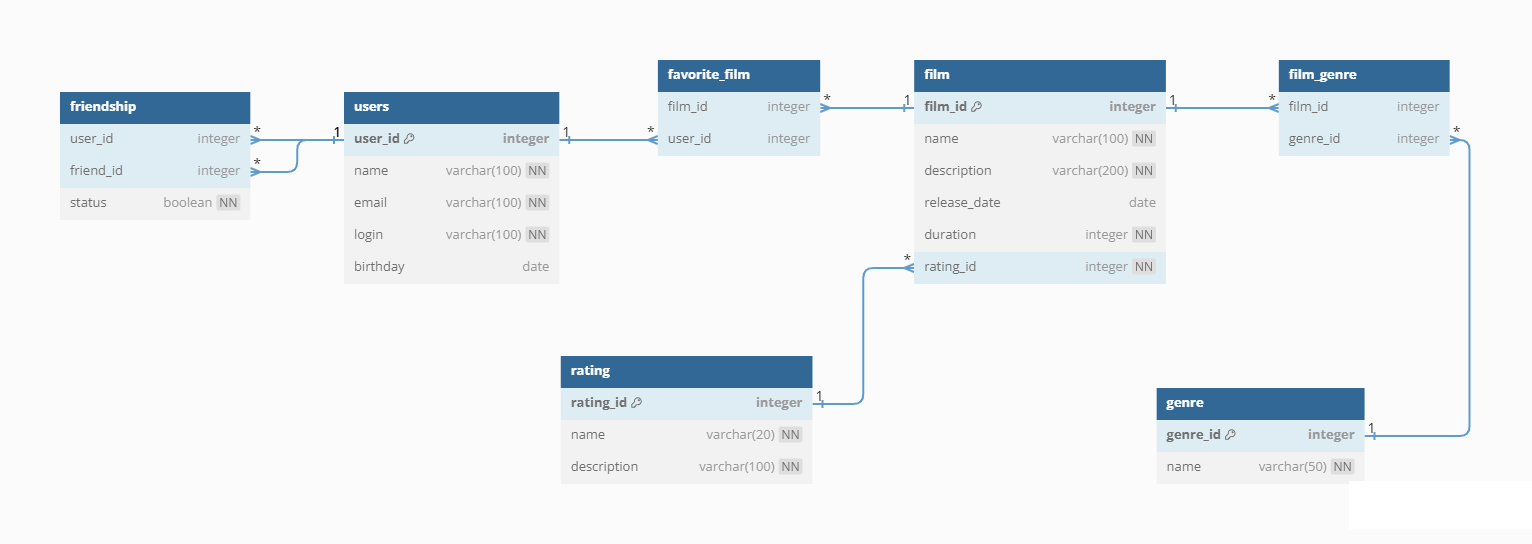 friendship
user_id integer
friend_id integer
status boolean NN
users
user_id integer
name varchar(100) NN
email varchar(100) NN
login varchar(100) NN
birthday date
favorite_film
film_id integer
user_id integer
film
film_id integer
name varchar(100) NN
description varchar(200) NN
release_date date
duration integer NN
rating_id integer NN
film_genre
film_id integer
genre_id integer
rating
rating_id integer
name varchar(20) NN
description varchar(100) NN
genre
genre_id integer
name varchar(50) NN
* 1
*
1 *
* 1
1 *
*
*
1
1